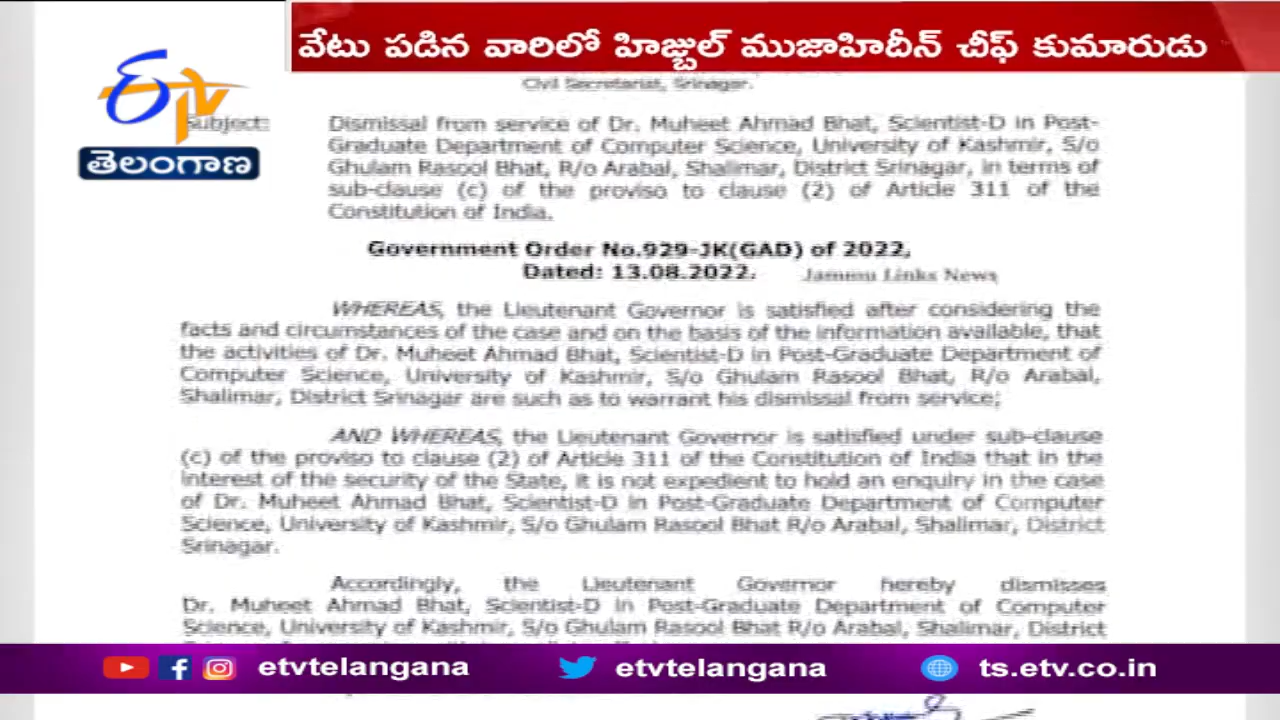 వేటు పడిన వారిలో హిజ్బుల్ ముజాహిదీన్ చీఫ్ కుమారుడు
Civil Secretariat, Srinagar.
ఈtv
తెలంగాణ
Subject: Dismissal from service of Dr. Muheet Ahmad Bhat, Scientist-D in Post-
Graduate Department of Computer Science, University of Kashmir, S/o
Ghulam Rasool Bhat, R/o Arabal, Shalimar, District Srinagar, in terms of
sub-clause (c) of the proviso to clause (2) of Article 311 of the
Constitution of India.
Government Order No.929-JK(GAD) of 2022,
Dated: 13.08.2022. Jammu Links News
WHEREAS, the Lieutenant Governor is satisfied after considering the
facts and circumstances of the case and on the basis of the information available, that
the activities of Dr. Muheet Ahmad Bhat, Scientist-D in Post-Graduate Department of
Computer Science, University of Kashmir, S/o Ghulam Rasool Bhat, R/o Arabal,
Shalimar, District Srinagar are such as to warrant his dismissal from service;
AND WHEREAS, the Lieutenant Governor is satisfied under sub-clause
(c) of the proviso to clause (2) of Article 311 of the Constitution of India that in the
interest of the security of the State, it is not expedient to hold an enquiry in the case
of Dr. Muheet Ahmad Bhat, Scientist-D in Post-Graduate Department of Computer
Science, University of Kashmir, S/o Ghulam Rasool Bhat R/o Arabal, Shalimar, District
Srinagar.
Accordingly, the Lieutenant Governor hereby dismisses
Dr. Muheet Ahmad Bhat, Scientist-D in Post-Graduate Department of Computer
Science, University of Kashmir, S/o Ghulam Rasool Bhat R/o Arabal, Shalimar, District
etvtelangana etvtelangana ts.etv.co.in